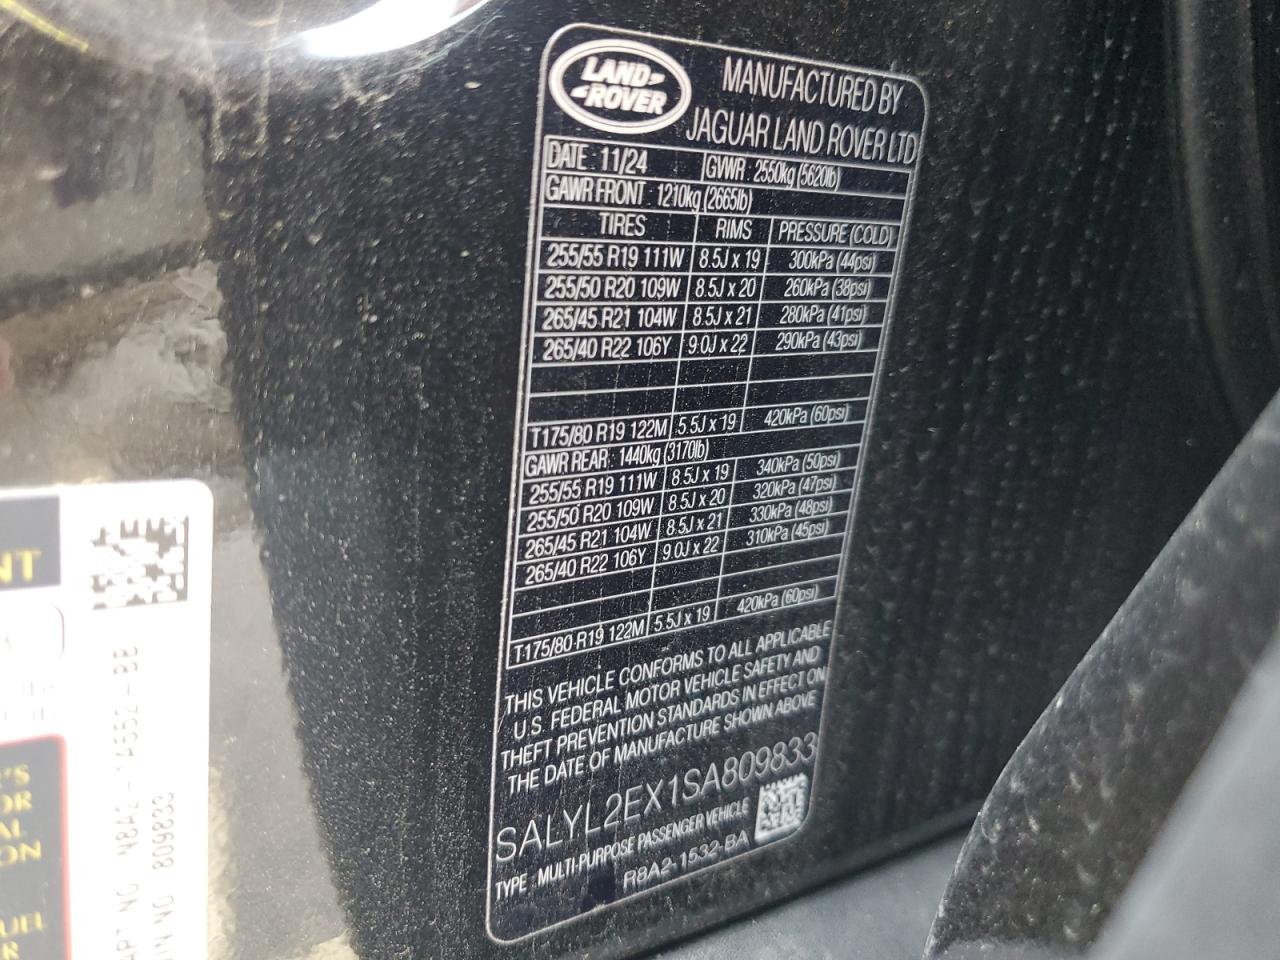 LAND ROVER
MANUFACTURED BY
JAGUAR LAND ROVER LTD
DATE : 11/24 GVWR : 2550kg (5620lb)
GAWR FRONT : 1210kg (2665lb)
TIRES RIMS PRESSURE (COLD)
255/55 R19 111W 8.5J x 19 300kPa (44psi)
255/50 R20 109W 8.5J x 20 260kPa (38psi)
265/45 R21 104W 8.5J x 21 280kPa (41psi)
265/40 R22 106Y 9.0J x 22 290kPa (43psi)
T175/80 R19 122M 5.5J x 19 420kPa (60psi)
GAWR REAR: 1440kg (3170lb)
255/55 R19 111W 8.5J x 19 340kPa (50psi)
255/50 R20 109W 8.5J x 20 320kPa (47psi)
265/45 R21 104W 8.5J x 21 330kPa (48psi)
265/40 R22 106Y 9.0J x 22 310kPa (45psi)
T175/80 R19 122M 5.5J x 19 420kPa (60psi)
THIS VEHICLE CONFORMS TO ALL APPLICABLE
U.S. FEDERAL MOTOR VEHICLE SAFETY AND
THEFT PREVENTION STANDARDS IN EFFECT ON
THE DATE OF MANUFACTURE SHOWN ABOVE
SALYL2EX1SA809833
TYPE : MULTI-PURPOSE PASSENGER VEHICLE
R8A2-1532-BA
NT
'S
OR
AL
ON
UEL
R
VIN NO 809833